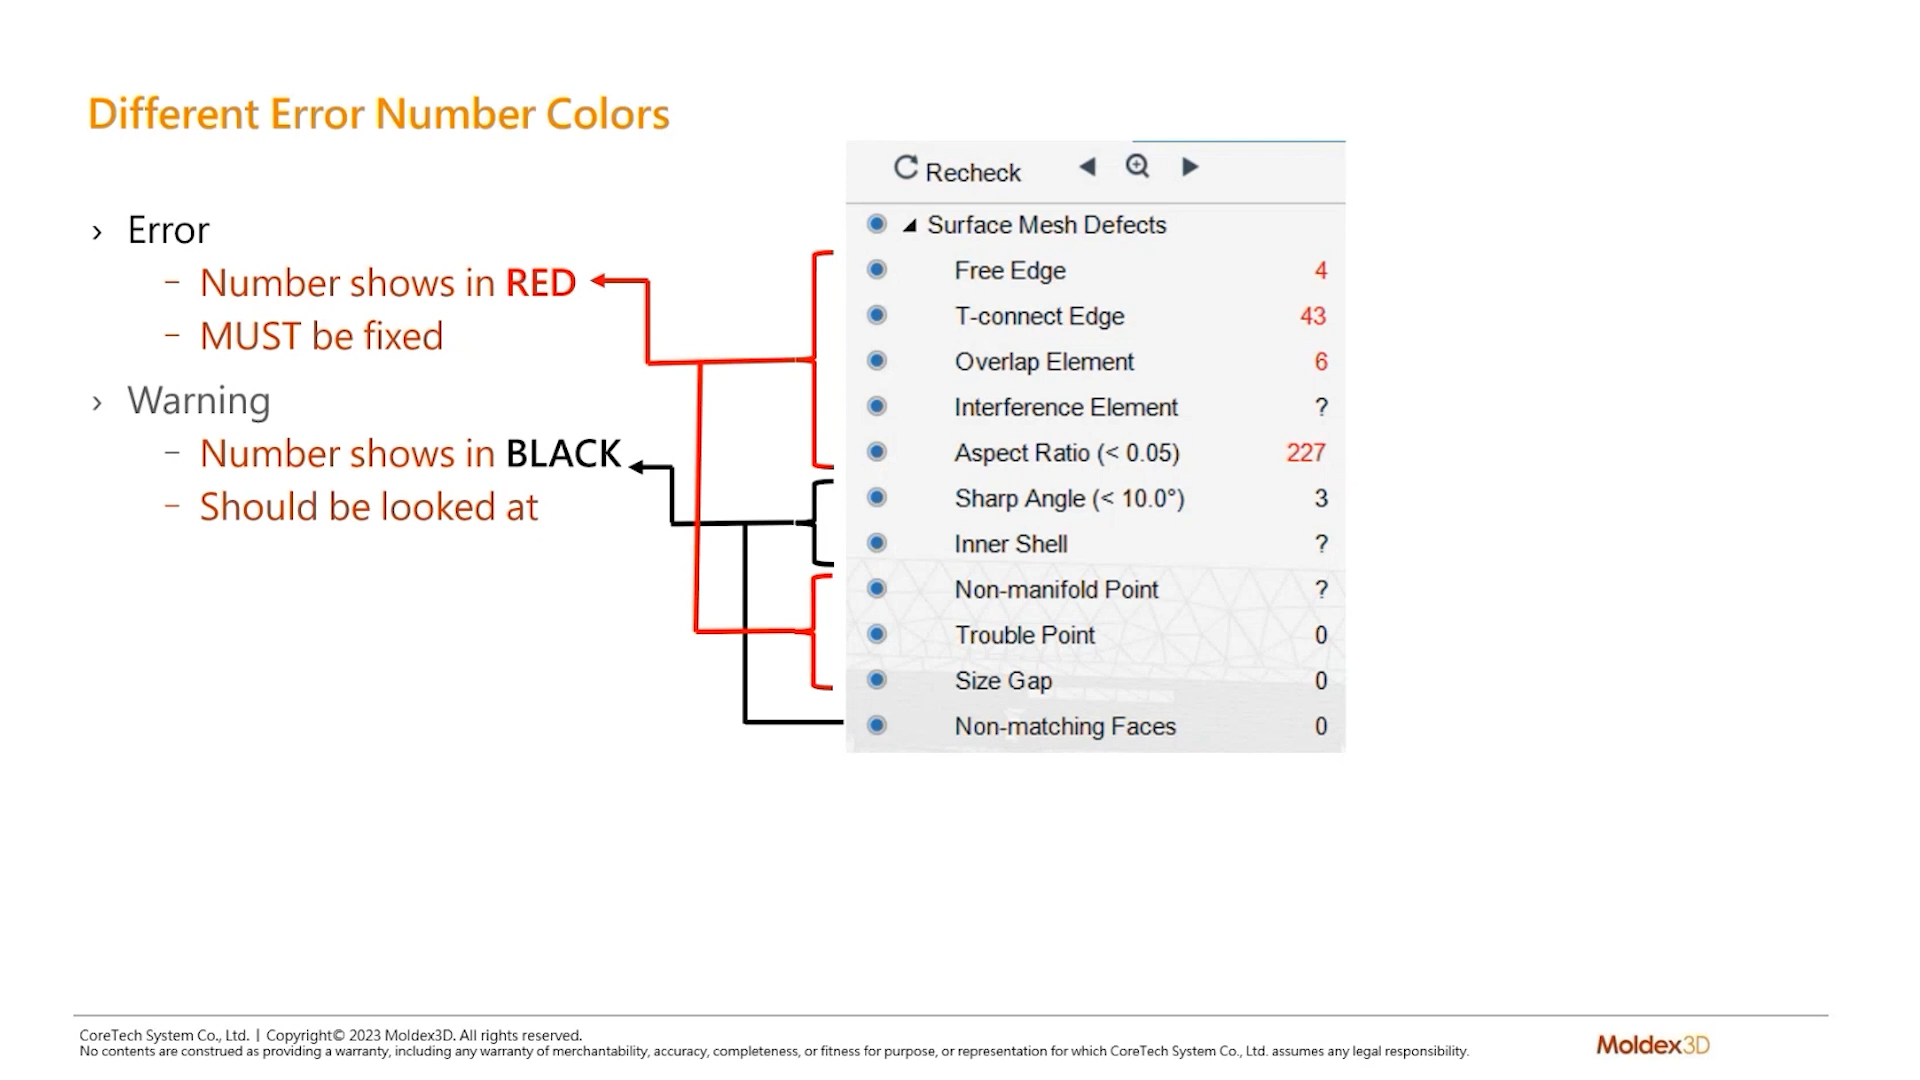 Different Error Number Colors
› Error
– Number shows in RED
– MUST be fixed
› Warning
– Number shows in BLACK
– Should be looked at
Recheck
Surface Mesh Defects
Free Edge 4
T-connect Edge 43
Overlap Element 6
Interference Element ?
Aspect Ratio (< 0.05) 227
Sharp Angle (< 10.0°) 3
Inner Shell ?
Non-manifold Point ?
Trouble Point 0
Size Gap 0
Non-matching Faces 0
CoreTech System Co., Ltd. | Copyright© 2023 Moldex3D. All rights reserved.
No contents are construed as providing a warranty, including any warranty of merchantability, accuracy, completeness, or fitness for purpose, or representation for which CoreTech System Co., Ltd. assumes any legal responsibility.
Moldex3D